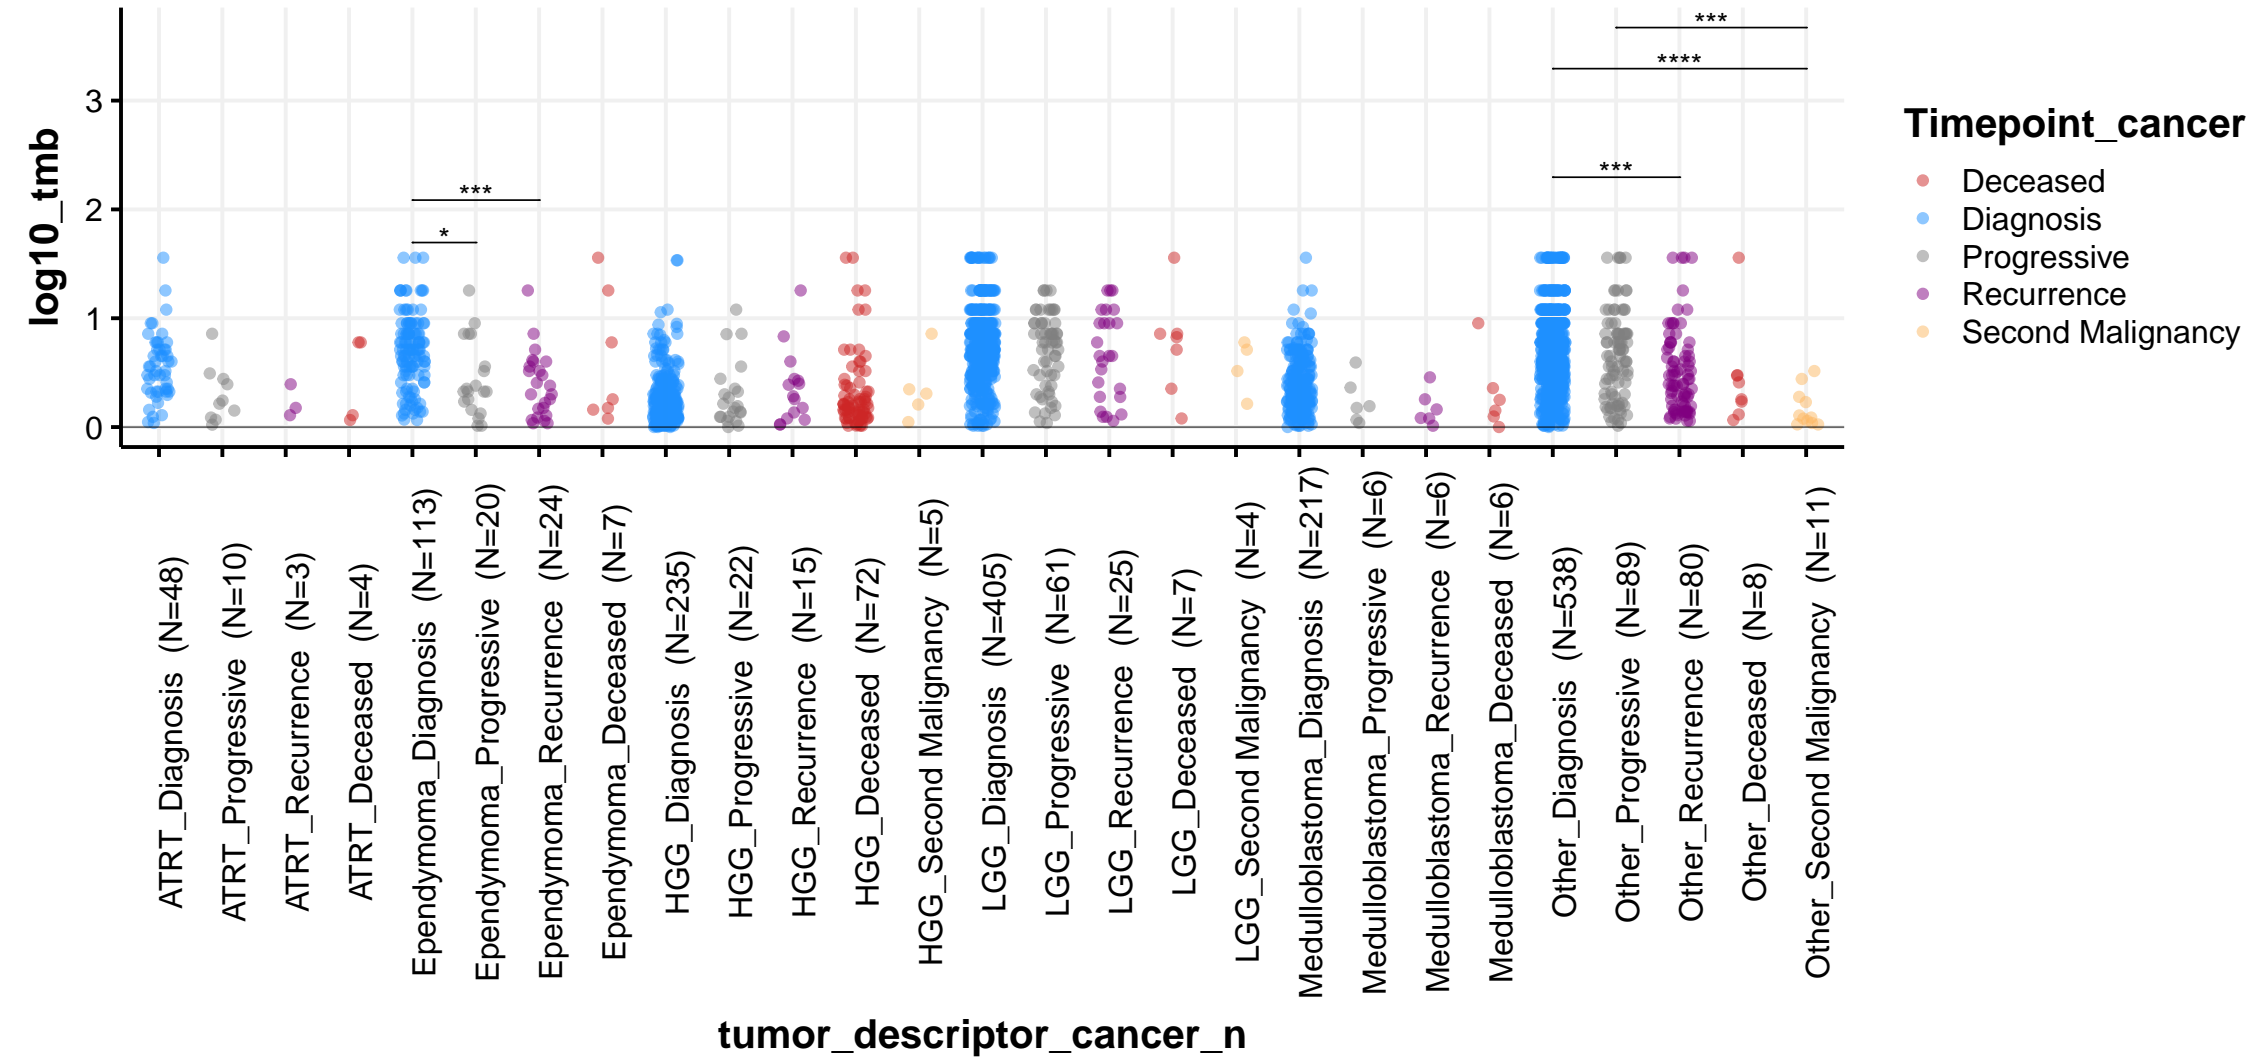 ***
****
***
***
*
log10_tmb
3
2
1
0
Timepoint_cancer
Deceased
Diagnosis
Progressive
Recurrence
Second Malignancy
ATRT_Diagnosis (N=48)
ATRT_Progressive (N=10)
ATRT_Recurrence (N=3)
ATRT_Deceased (N=4)
Ependymoma_Diagnosis (N=113)
Ependymoma_Progressive (N=20)
Ependymoma_Recurrence (N=24)
Ependymoma_Deceased (N=7)
HGG_Diagnosis (N=235)
HGG_Progressive (N=22)
HGG_Recurrence (N=15)
HGG_Deceased (N=72)
HGG_Second Malignancy (N=5)
LGG_Diagnosis (N=405)
LGG_Progressive (N=61)
LGG_Recurrence (N=25)
LGG_Deceased (N=7)
LGG_Second Malignancy (N=4)
Medulloblastoma_Diagnosis (N=217)
Medulloblastoma_Progressive (N=6)
Medulloblastoma_Recurrence (N=6)
Medulloblastoma_Deceased (N=6)
Other_Diagnosis (N=538)
Other_Progressive (N=89)
Other_Recurrence (N=80)
Other_Deceased (N=8)
Other_Second Malignancy (N=11)
tumor_descriptor_cancer_n